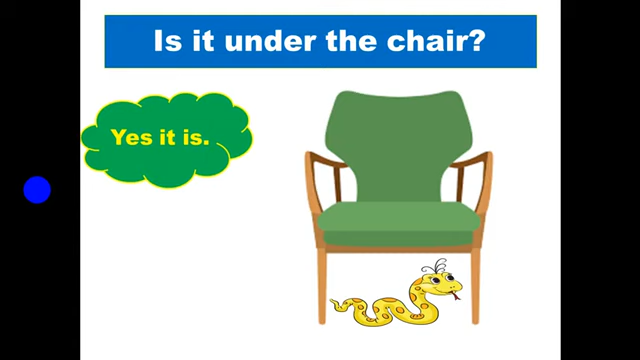 Is it under the chair?
Yes it is.